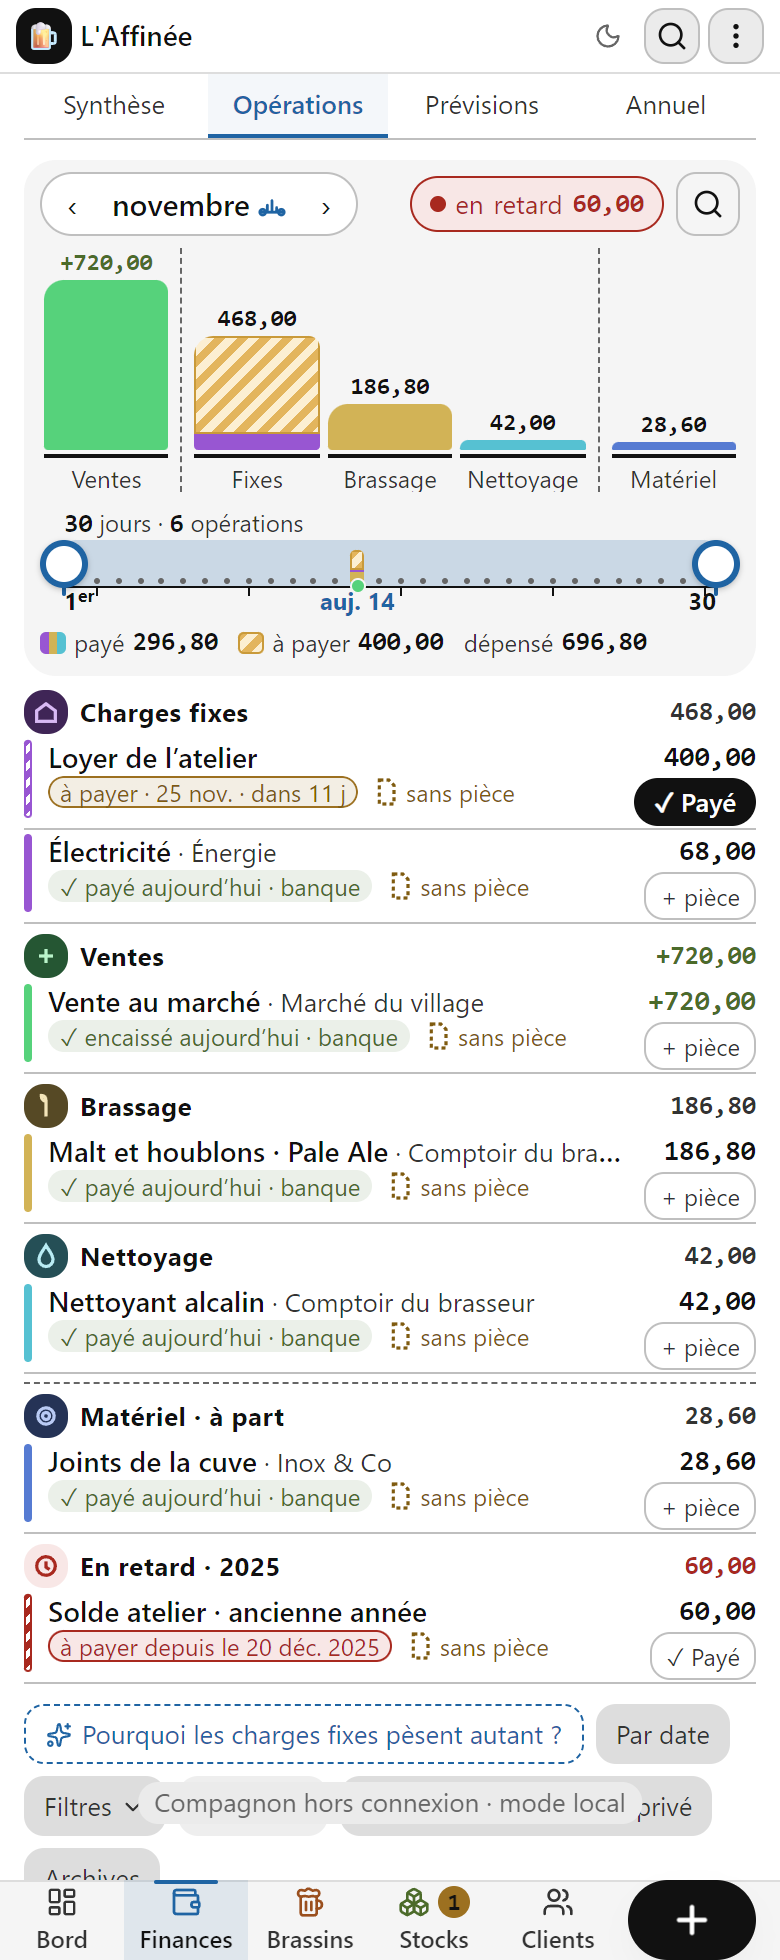 L'Affinée
Synthèse Opérations Prévisions Annuel
‹ novembre › en retard 60,00
+720,00
468,00
186,80
42,00
28,60
Ventes Fixes Brassage Nettoyage Matériel
30 jours · 6 opérations
1er auj. 14 30
payé 296,80 à payer 400,00 dépensé 696,80
Charges fixes 468,00
Loyer de l’atelier 400,00
à payer · 25 nov. · dans 11 j sans pièce ✓ Payé
Électricité · Énergie 68,00
✓ payé aujourd’hui · banque sans pièce + pièce
Ventes +720,00
Vente au marché · Marché du village +720,00
✓ encaissé aujourd’hui · banque sans pièce + pièce
Brassage 186,80
Malt et houblons · Pale Ale · Comptoir du bra... 186,80
✓ payé aujourd’hui · banque sans pièce + pièce
Nettoyage 42,00
Nettoyant alcalin · Comptoir du brasseur 42,00
✓ payé aujourd’hui · banque sans pièce + pièce
Matériel · à part 28,60
Joints de la cuve · Inox & Co 28,60
✓ payé aujourd’hui · banque sans pièce + pièce
En retard · 2025 60,00
Solde atelier · ancienne année 60,00
à payer depuis le 20 déc. 2025 sans pièce ✓ Payé
Pourquoi les charges fixes pèsent autant ? Par date
Filtres Compagnon hors connexion · mode local privé
Archives
Bord Finances Brassins Stocks 1 Clients +